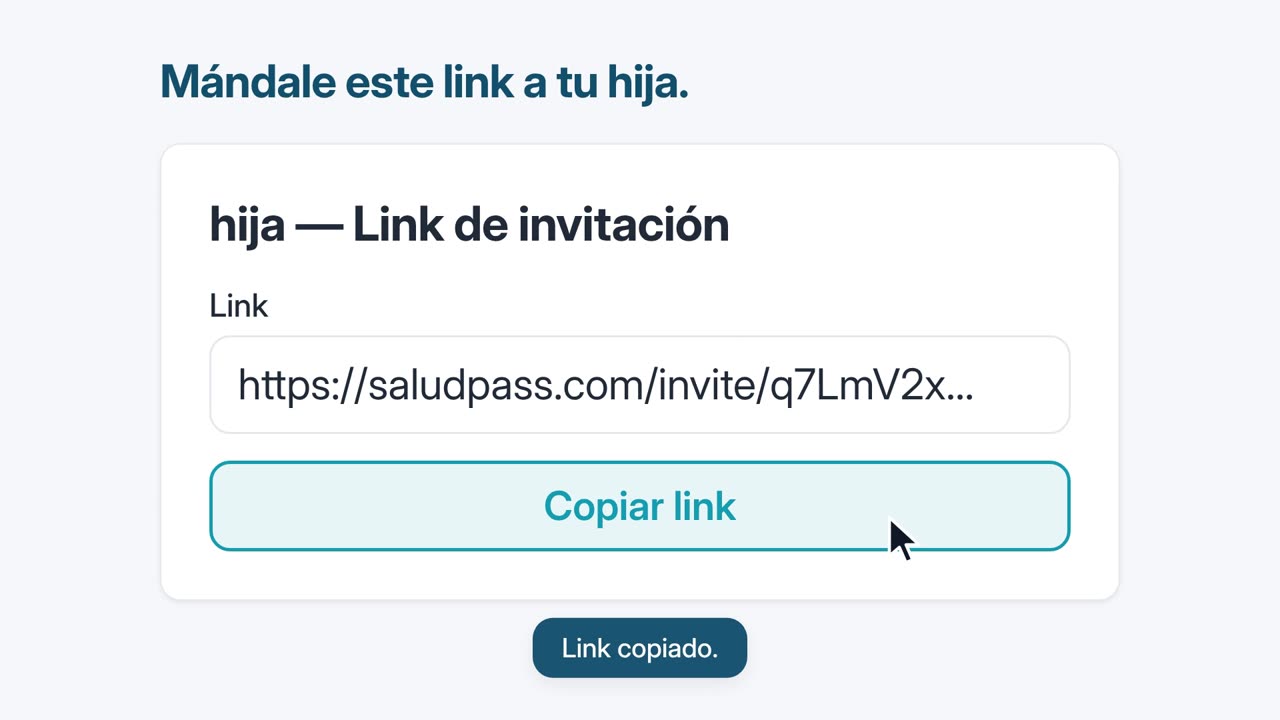 Mándale este link a tu hija.
hija — Link de invitación
Link
https://saludpass.com/invite/q7LmV2x...
Copiar link
Link copiado.